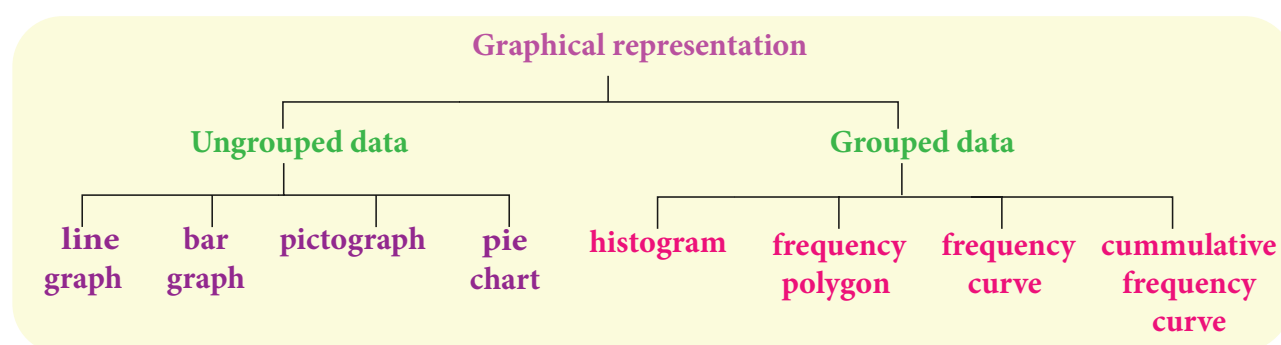 Graphical representation
Ungrouped data
Grouped data
line
graph
bar
graph
pictograph
pie
chart
histogram
frequency
polygon
frequency
curve
cummulative
frequency
curve